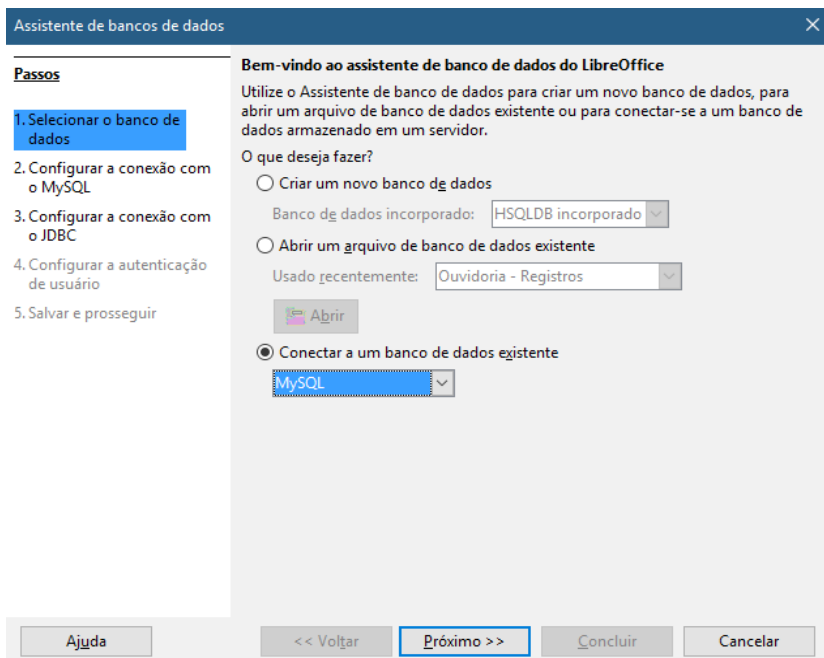 Assistente de bancos de dados
Passos
1. Selecionar o banco de
dados
2. Configurar a conexão com
o MySQL
3. Configurar a conexão com
o JDBC
4. Configurar a autenticação
de usuário
5. Salvar e prosseguir
Bem-vindo ao assistente de banco de dados do LibreOffice
Utilize o Assistente de banco de dados para criar um novo banco de dados, para
abrir um arquivo de banco de dados existente ou para conectar-se a um banco de
dados armazenado em um servidor.
O que deseja fazer?
Criar um novo banco de dados
Banco de dados incorporado: HSQLDB incorporado
Abrir um arquivo de banco de dados existente
Usado recentemente: Ouvidoria - Registros
Abrir
Conectar a um banco de dados existente
MySQL
Ajuda << Voltar Próximo >> Concluir Cancelar